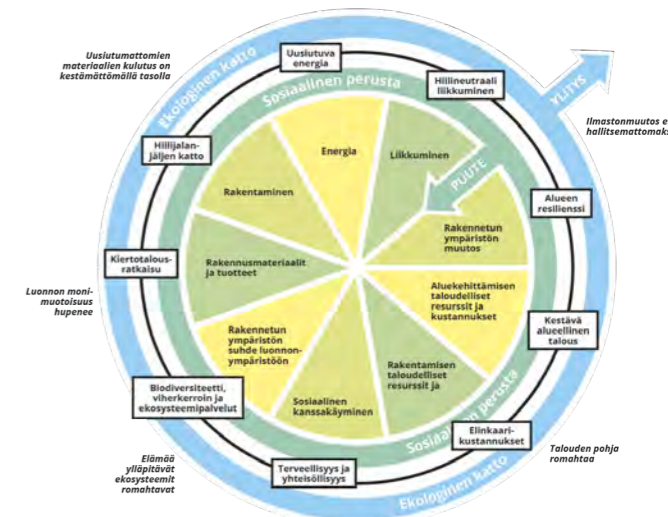 Uusiutumattomien
materiaalien kulutus on
kestämättömällä tasolla
Ekologinen katto
Uusiutuva
energia
Sosiaalinen perusta
Hiilineutraali
liikkuminen
YLITYS
Ilmastonmuutos e
hallitsemattomaks
Hiilijalan-
jäljen katto
Energia
Liikkuminen
PUUTE
Rakentaminen
Alueen
resilienssi
Rakennetun
ympäristön
muutos
Kiertotalous-
ratkaisu
Rakennusmateriaalit
ja tuotteet
Aluekehittämisen
taloudelliset
resurssit ja
kustannukset
Luonnon moni-
muotoisuus
hupenee
Kestävä
alueellinen
talous
Rakennetun
ympäristön
suhde luonnon-
ympäristöön
Rakentamisen
taloudelliset
resurssit ja
Biodiversiteetti,
viherkerroin ja
ekosysteemipalvelut
Sosiaalinen
kanssakäyminen
Sosiaalinen perusta
Elinkaari-
kustannukset
Talouden pohja
romahtaa
Elämää
ylläpitävät
ekosysteemit
romahtavat
Terveellisyys ja
yhteisöllisyys
Ekologinen katto